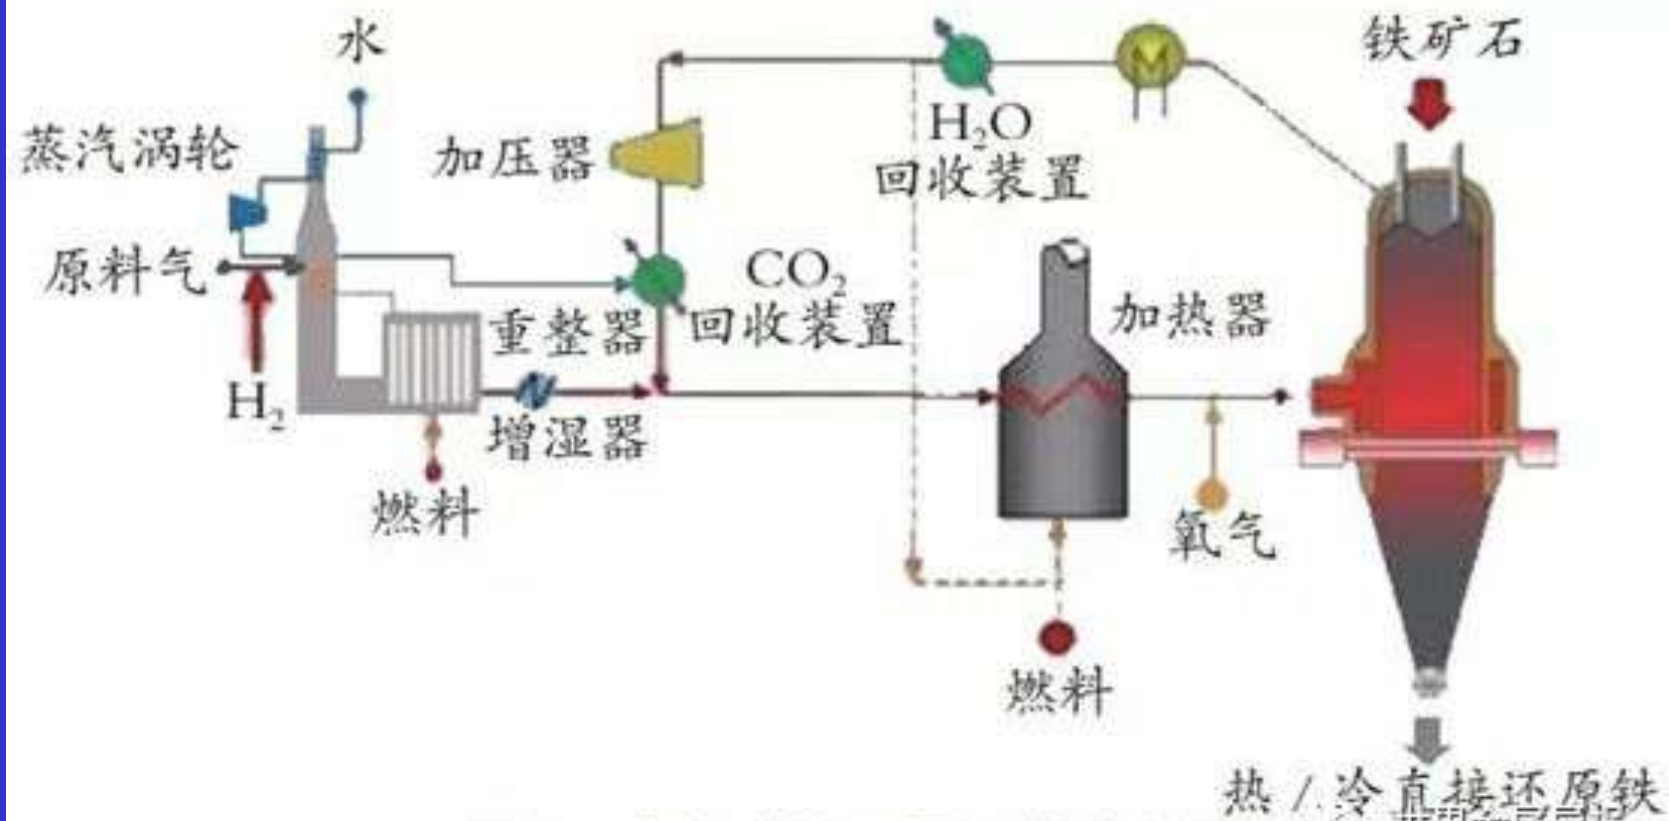 水
铁矿石
蒸汽涡轮
加压器
H₂O
回收装置
原料气
CO₂
回收装置
重整器
加热器
H₂
增湿器
燃料
氧气
燃料
热/冷直接还原铁